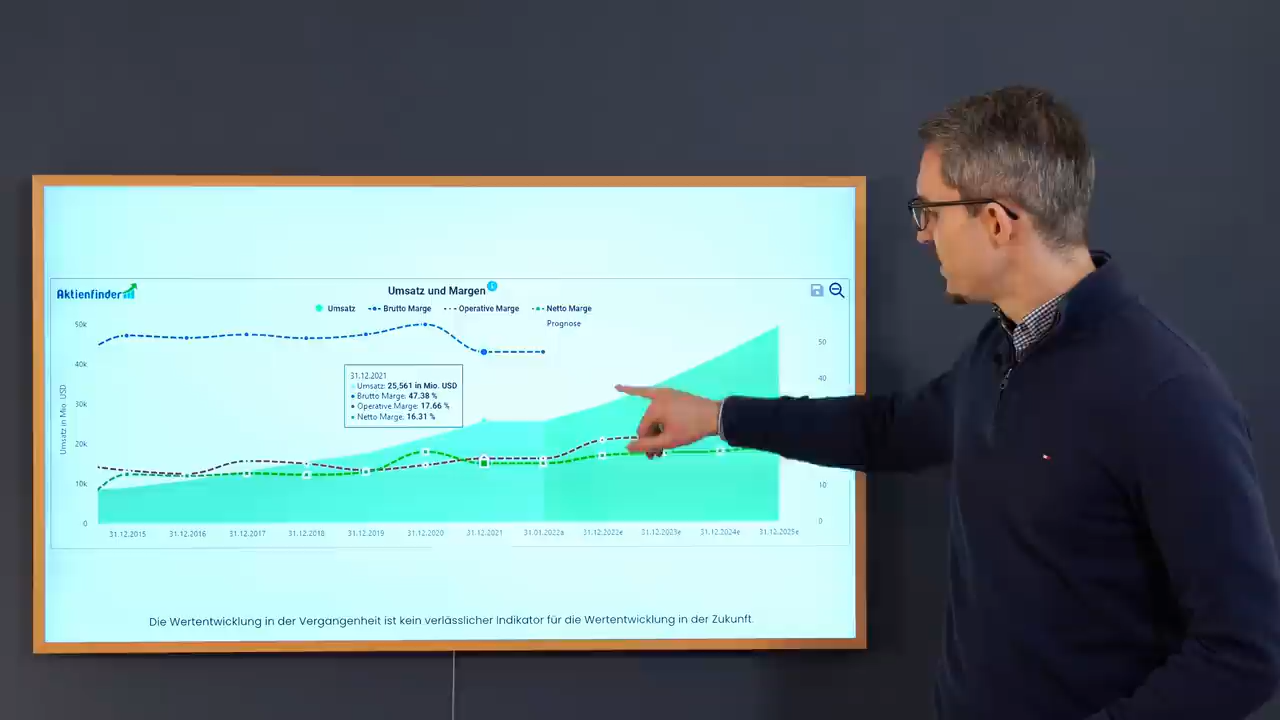 Aktienfinder
Umsatz und Margen
Umsatz Brutto Marge Operative Marge Netto Marge
Prognose
50k
40k
30k
20k
10k
0
Umsatz in Mio. USD
31.12.2021
Umsatz: 25,561 in Mio. USD
Brutto Marge: 47.38 %
Operative Marge: 17.66 %
Netto Marge: 16.31 %
50
40
10
0
31.12.2015 31.12.2016 31.12.2017 31.12.2018 31.12.2019 31.12.2020 31.12.2021 31.01.2022e 31.12.2022e 31.12.2023e 31.12.2024e 31.12.2025e
Die Wertentwicklung in der Vergangenheit ist kein verlässlicher Indikator für die Wertentwicklung in der Zukunft.